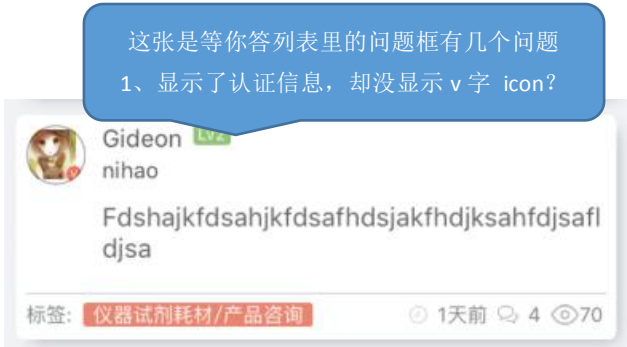 这张是等你答列表里的问题框有几个问题
1、显示了认证信息，却没显示 v 字 icon？
Gideon LV2
nihao
Fdshajkfdsahjkfdsafhdsjakfhdjksahfdjsafl
djsa
标签: 仪器试剂耗材/产品咨询 1天前 4 70